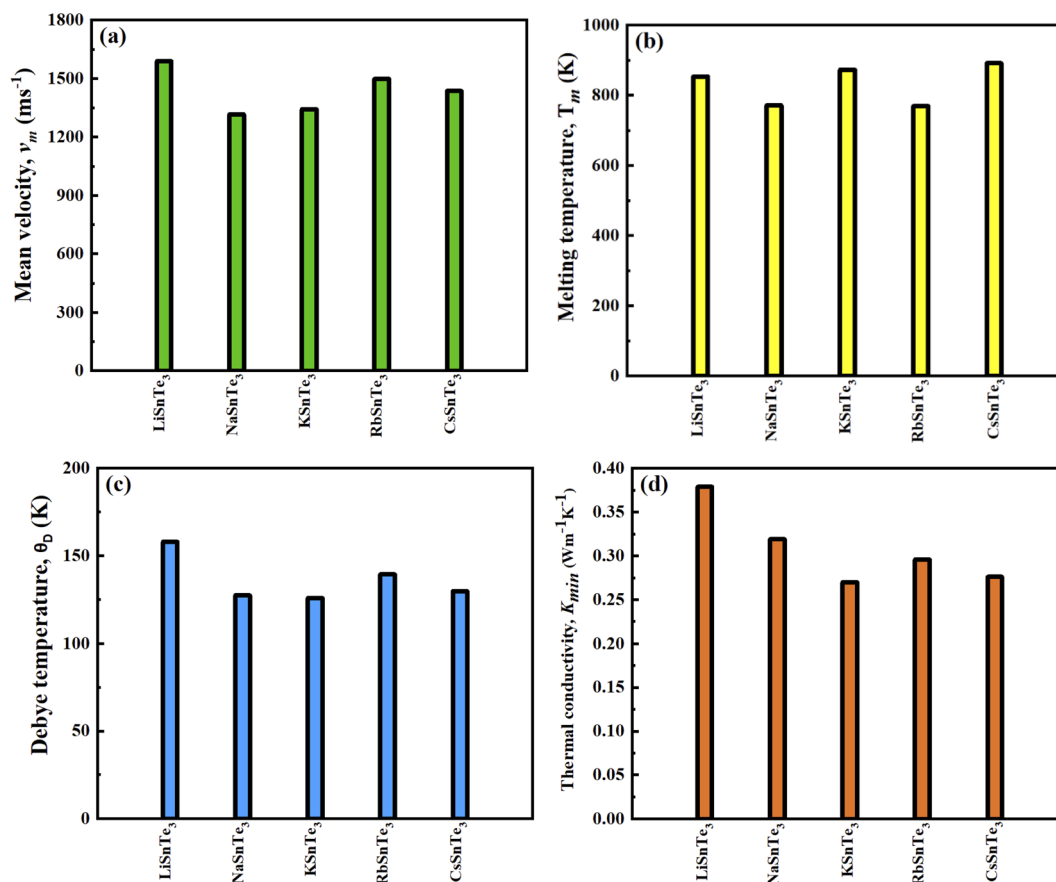 (a)
Mean velocity, v_m (ms⁻¹)
1800
1500
1200
900
600
300
0
LiSnTe₃
NaSnTe₃
KSnTe₃
RbSnTe₃
CsSnTe₃
(b)
Melting temperature, T_m (K)
1000
800
600
400
200
0
LiSnTe₃
NaSnTe₃
KSnTe₃
RbSnTe₃
CsSnTe₃
(c)
Debye temperature, θ_D (K)
200
150
100
50
0
LiSnTe₃
NaSnTe₃
KSnTe₃
RbSnTe₃
CsSnTe₃
(d)
Thermal conductivity, K_min (Wm⁻¹K⁻¹)
0.40
0.35
0.30
0.25
0.20
0.15
0.10
0.05
0.00
LiSnTe₃
NaSnTe₃
KSnTe₃
RbSnTe₃
CsSnTe₃